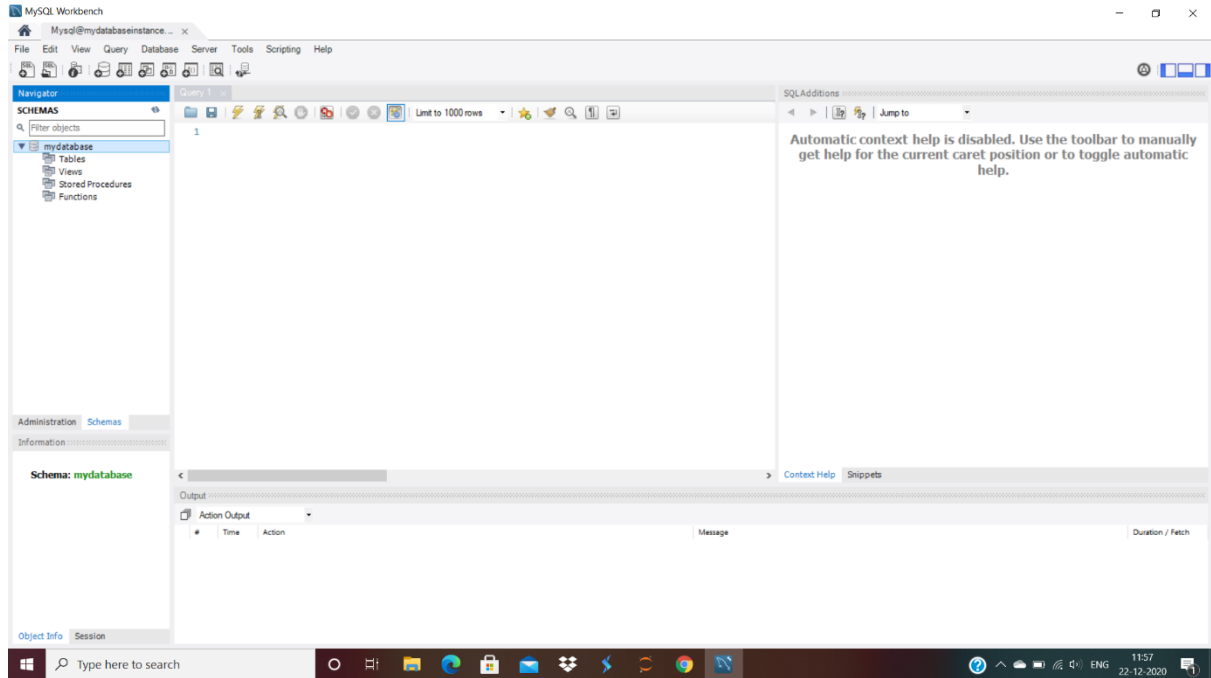 MySQL Workbench
Mysql@mydatabaseinstance... ×
File Edit View Query Database Server Tools Scripting Help
Navigator
SCHEMAS
Filter objects
mydatabase
Tables
Views
Stored Procedures
Functions
Administration Schemas
Information
Schema: mydatabase
Object Info Session
Query 1 ×
Limit to 1000 rows
1
Output
Action Output
# Time Action Message Duration / Fetch
SQLAdditions
Jump to
Automatic context help is disabled. Use the toolbar to manually
get help for the current caret position or to toggle automatic
help.
Context Help Snippets
Type here to search
ENG
11:57
22-12-2020
1